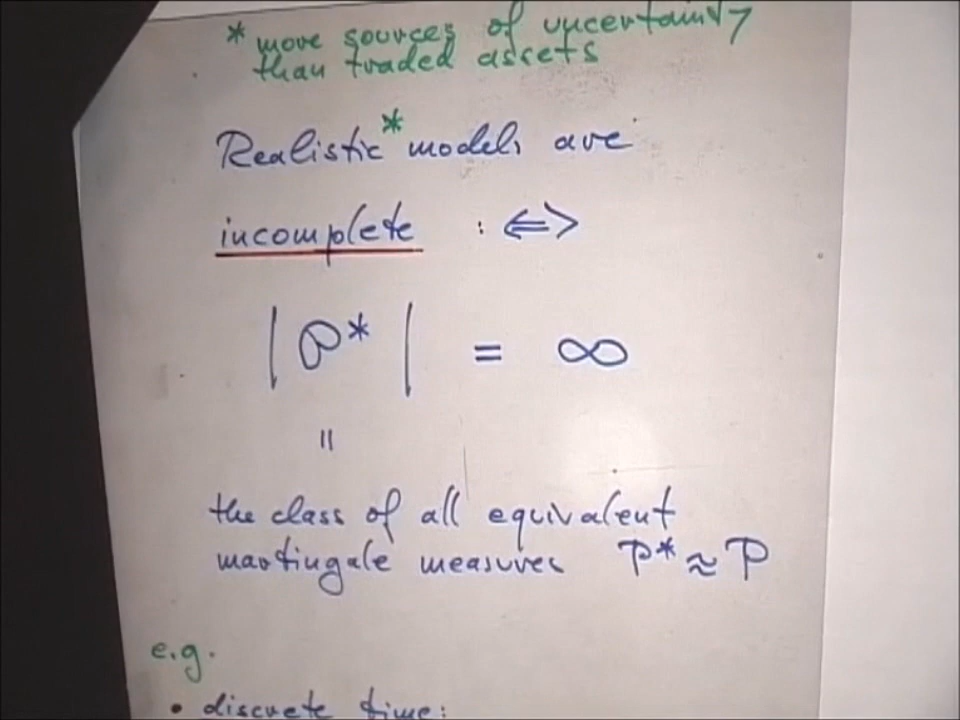 * more sources of uncertainty
than traded assets
Realistic* models are
incomplete :⇔
|𝒫*| = ∞
=
the class of all equivalent
martingale measures P* ≈ P
e.g.
• discrete time: